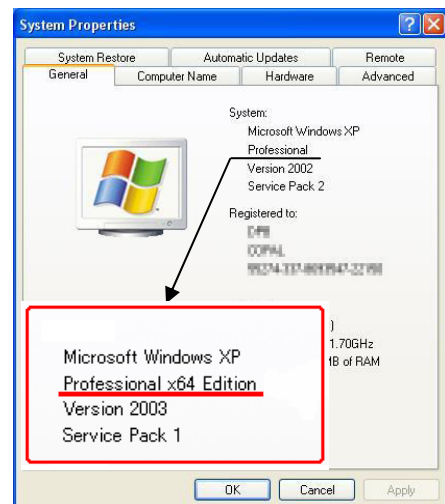 System Properties
System Restore Automatic Updates Remote
General Computer Name Hardware Advanced
System:
Microsoft Windows XP
Professional
Version 2002
Service Pack 2
Registered to:
)
1.70GHz
MB of RAM
Microsoft Windows XP
Professional x64 Edition
Version 2003
Service Pack 1
OK Cancel Apply